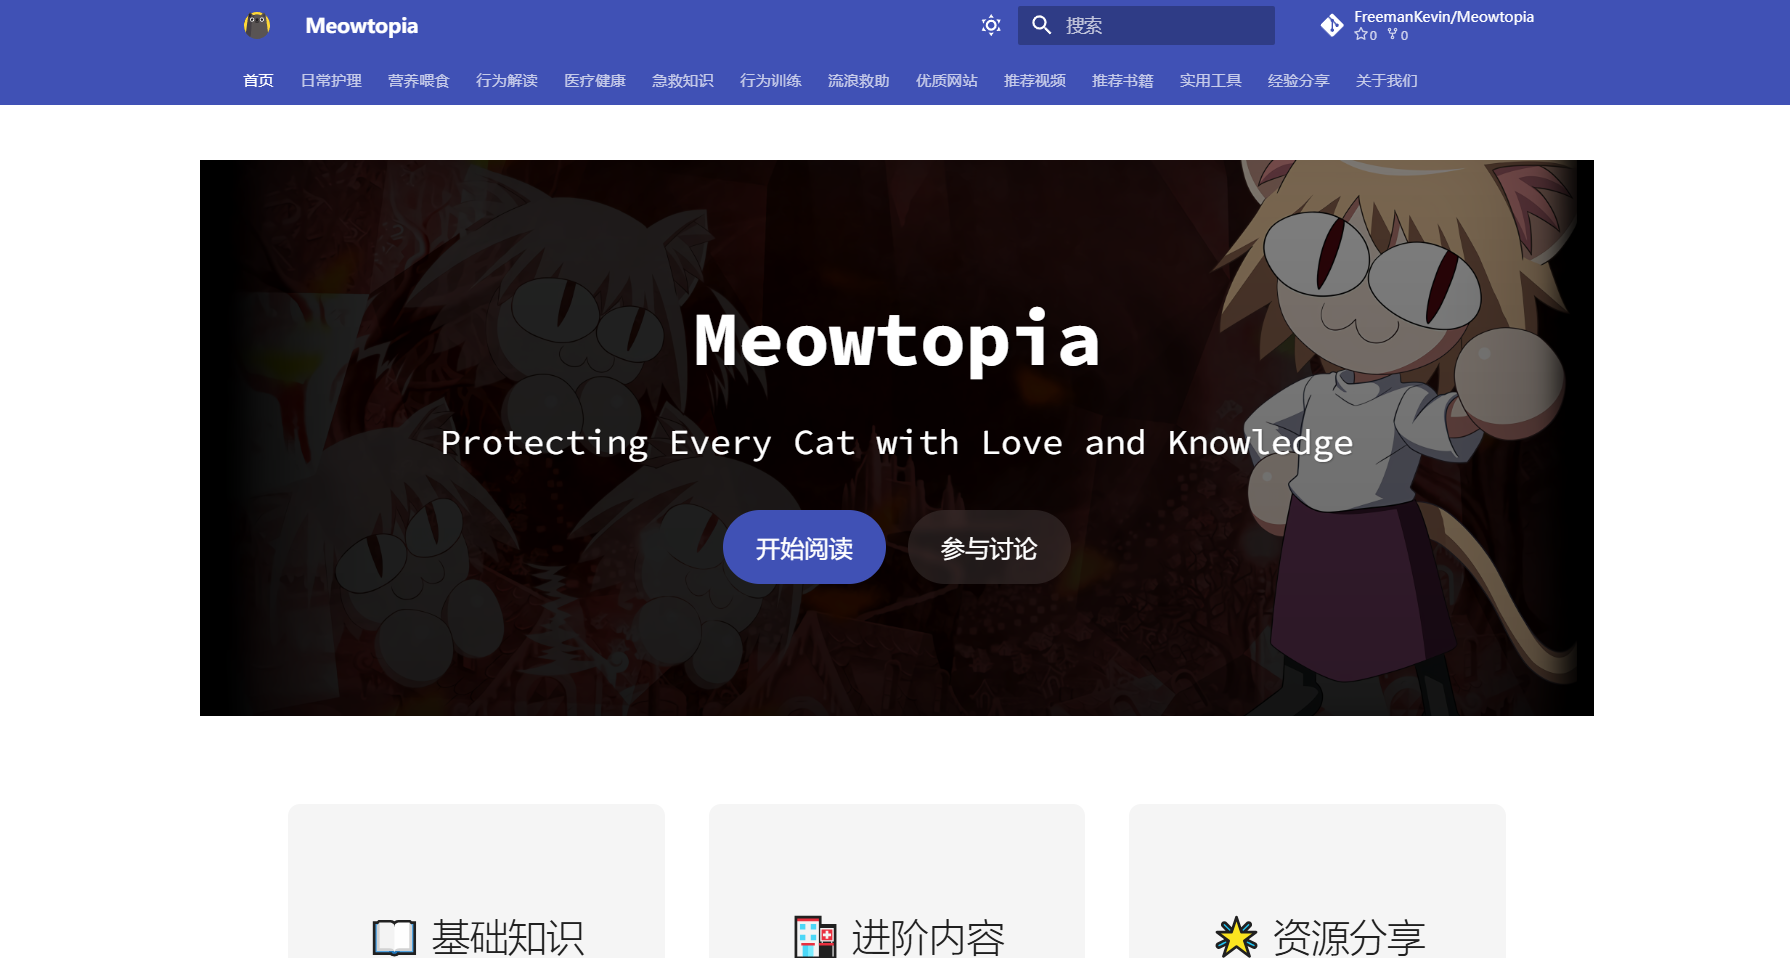 Meowtopia
搜索
FreemanKevin/Meowtopia
0 0
首页 日常护理 营养喂食 行为解读 医疗健康 急救知识 行为训练 流浪救助 优质网站 推荐视频 推荐书籍 实用工具 经验分享 关于我们
Meowtopia
Protecting Every Cat with Love and Knowledge
开始阅读 参与讨论
基础知识 进阶内容 资源分享